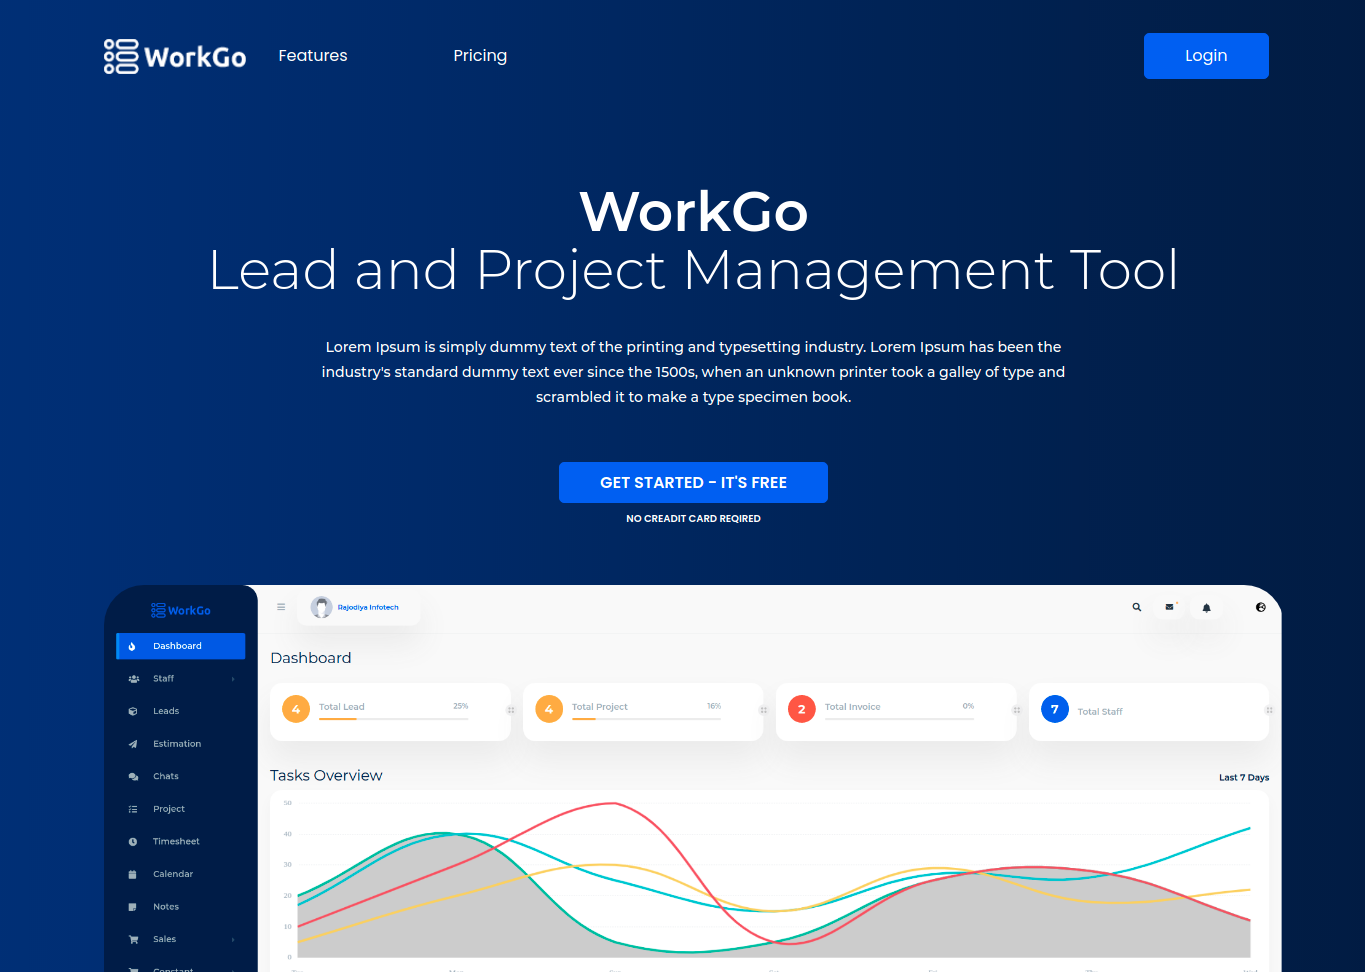 WorkGo
Features
Pricing
Login
WorkGo
Lead and Project Management Tool
Lorem Ipsum is simply dummy text of the printing and typesetting industry. Lorem Ipsum has been the
industry's standard dummy text ever since the 1500s, when an unknown printer took a galley of type and
scrambled it to make a type specimen book.
GET STARTED - IT'S FREE
NO CREADIT CARD REQIRED
WorkGo
Rajodiya Infotech
Dashboard
Staff
Leads
Estimation
Chats
Project
Timesheet
Calendar
Notes
Sales
Constant
Dashboard
4 Total Lead 25%
4 Total Project 16%
2 Total Invoice 0%
7 Total Staff
Tasks Overview
Last 7 Days
50
40
30
20
10
0